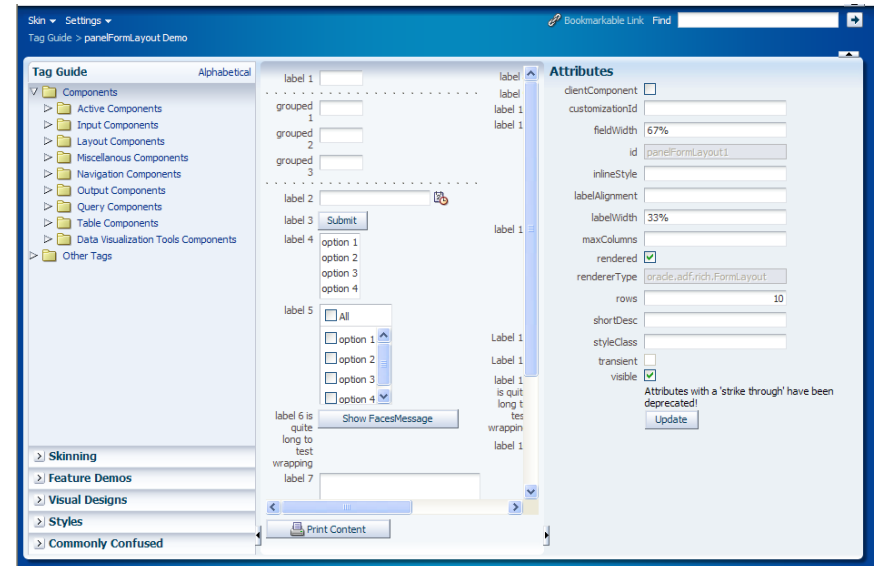 Skin Settings
Bookmarkable Link Find
Tag Guide > panelFormLayout Demo
Tag Guide Alphabetical
Components
Active Components
Input Components
Layout Components
Miscellanous Components
Navigation Components
Output Components
Query Components
Table Components
Data Visualization Tools Components
Other Tags
Skinning
Feature Demos
Visual Designs
Styles
Commonly Confused
label 1
grouped
1
grouped
2
grouped
3
label 2
label 3 Submit
label 4
option 1
option 2
option 3
option 4
label 5
All
option 1
option 2
option 3
option 4
label 6 is
quite
long to
test
wrapping
Show FacesMessage
label 7
Print Content
label
label
label 1
label 1
label 1
Label 1
Label 1
label 1
is quit
long t
tes
wrappin
label 1
Attributes
clientComponent
customizationId
fieldWidth 67%
id panelFormLayout1
inlineStyle
labelAlignment
labelWidth 33%
maxColumns
rendered
rendererType oracle.adf.rich.FormLayout
rows 10
shortDesc
styleClass
transient
visible
Attributes with a 'strike through' have been
deprecated!
Update